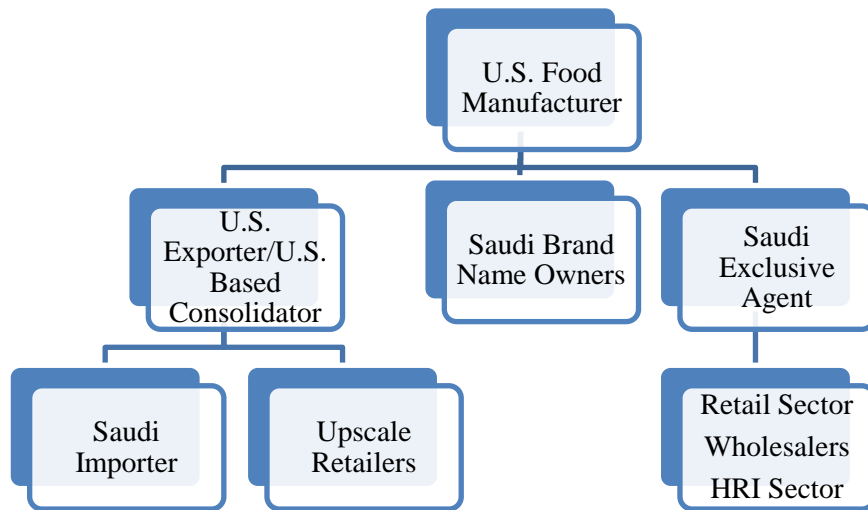 U.S. Food
Manufacturer
U.S.
Exporter/U.S.
Based
Consolidator
Saudi Brand
Name Owners
Saudi
Exclusive
Agent
Saudi
Importer
Upscale
Retailers
Retail Sector
Wholesalers
HRI Sector